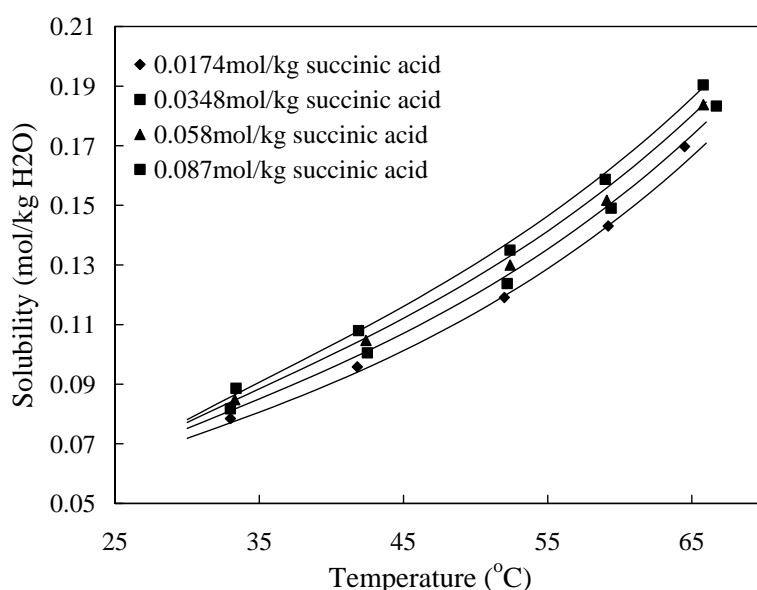 0.21
0.19
0.17
0.15
0.13
0.11
0.09
0.07
0.05
Solubility (mol/kg H2O)
0.0174mol/kg succinic acid
0.0348mol/kg succinic acid
0.058mol/kg succinic acid
0.087mol/kg succinic acid
25 35 45 55 65
Temperature (°C)